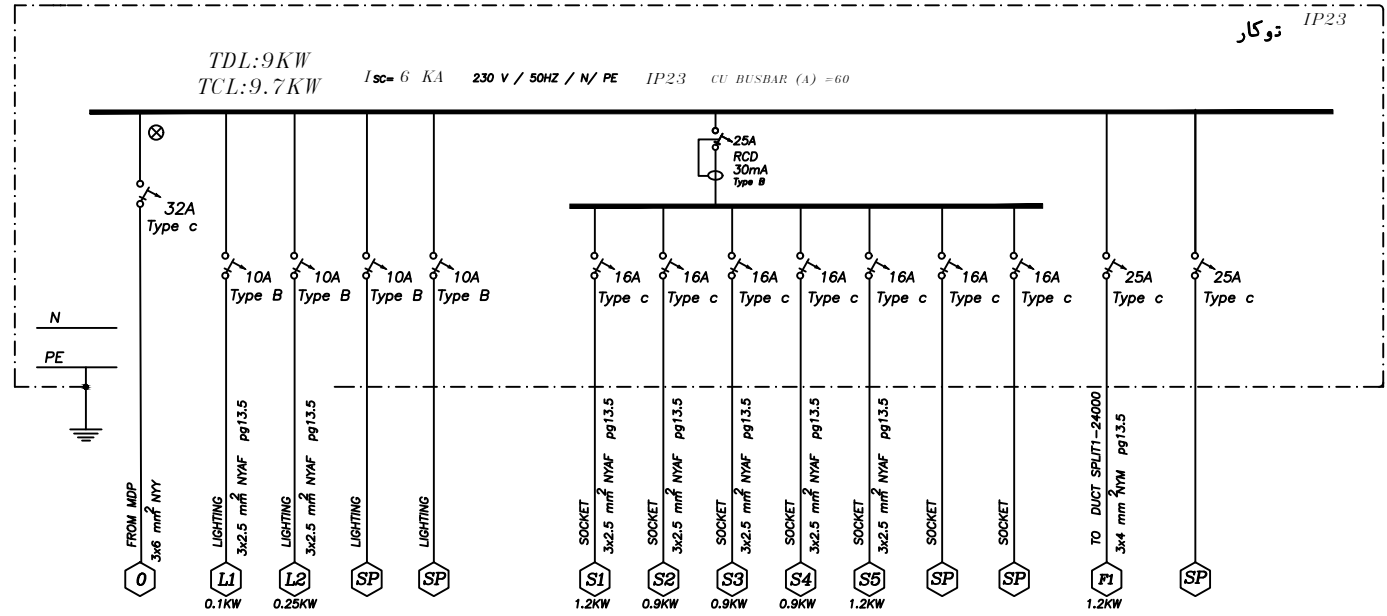 IP23
توكار
TDL:9KW
TCL:9.7KW
Isc= 6 KA 230 V / 50HZ / N/ PE IP23 CU BUSBAR (A) =60
25A
RCD
30mA
Type B
32A
Type c
10A
Type B
10A
Type B
10A
Type B
10A
Type B
16A
Type c
16A
Type c
16A
Type c
16A
Type c
16A
Type c
16A
Type c
16A
Type c
25A
Type c
25A
Type c
N
PE
FROM MDP
3x6 mm² NYY
LIGHTING
3x2.5 mm² NYAF pg13.5
LIGHTING
3x2.5 mm² NYAF pg13.5
LIGHTING
LIGHTING
SOCKET
3x2.5 mm² NYAF pg13.5
SOCKET
3x2.5 mm² NYAF pg13.5
SOCKET
3x2.5 mm² NYAF pg13.5
SOCKET
3x2.5 mm² NYAF pg13.5
SOCKET
3x2.5 mm² NYAF pg13.5
SOCKET
SOCKET
TO DUCT SPLIT1-24000
3x4 mm² NYM pg13.5
0 L1 L2 SP SP S1 S2 S3 S4 S5 SP SP F1 SP
0.1KW 0.25KW 1.2KW 0.9KW 0.9KW 0.9KW 1.2KW 1.2KW